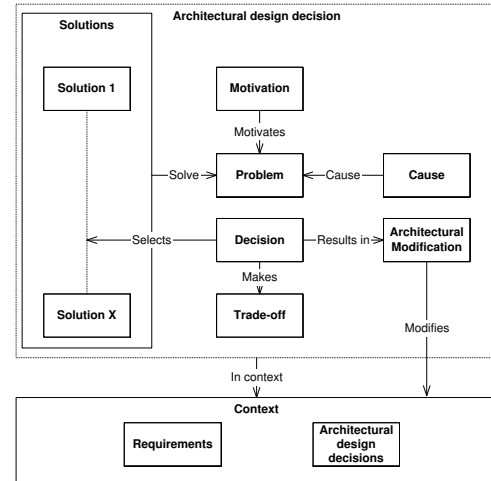 Architectural design decision
Solutions
Solution 1
Motivation
Motivates
Solve
Problem
Cause
Cause
Selects
Decision
Results in
Architectural
Modification
Makes
Solution X
Trade-off
Modifies
In context
Context
Requirements
Architectural
design
decisions